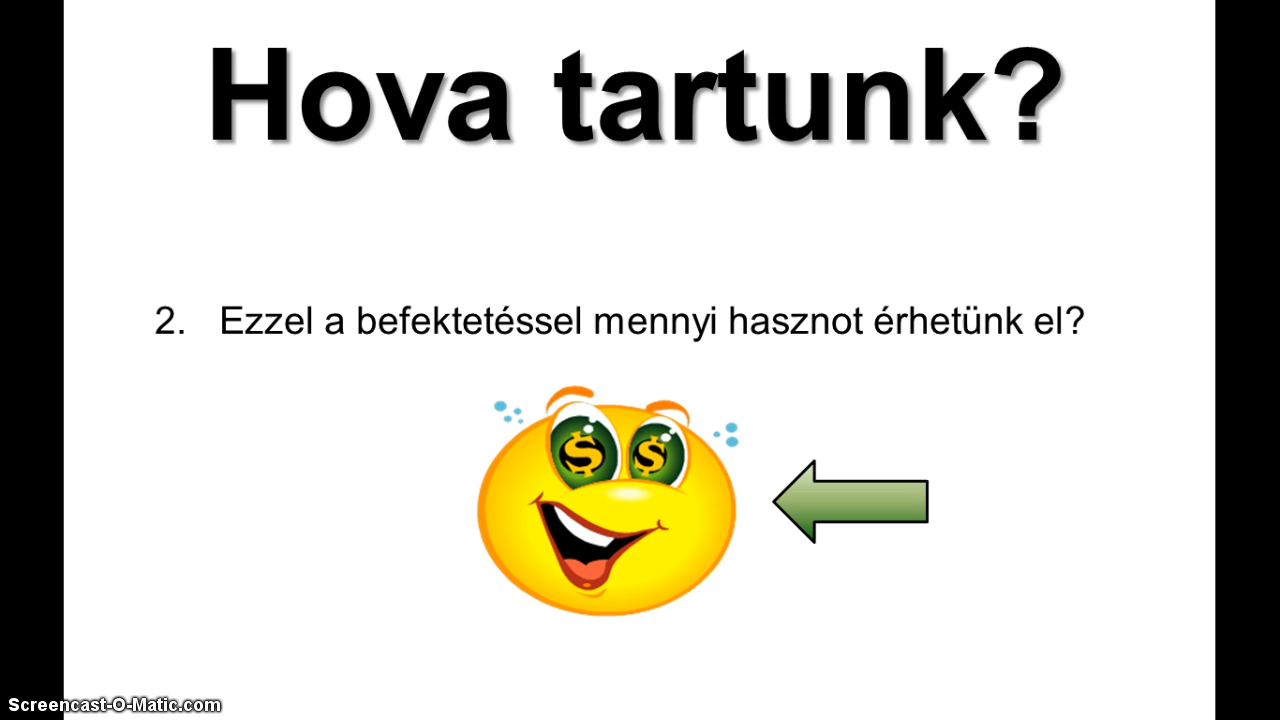 Hova tartunk?
2. Ezzel a befektetéssel mennyi hasznot érhetünk el?
$ $
Screencast-O-Matic.com